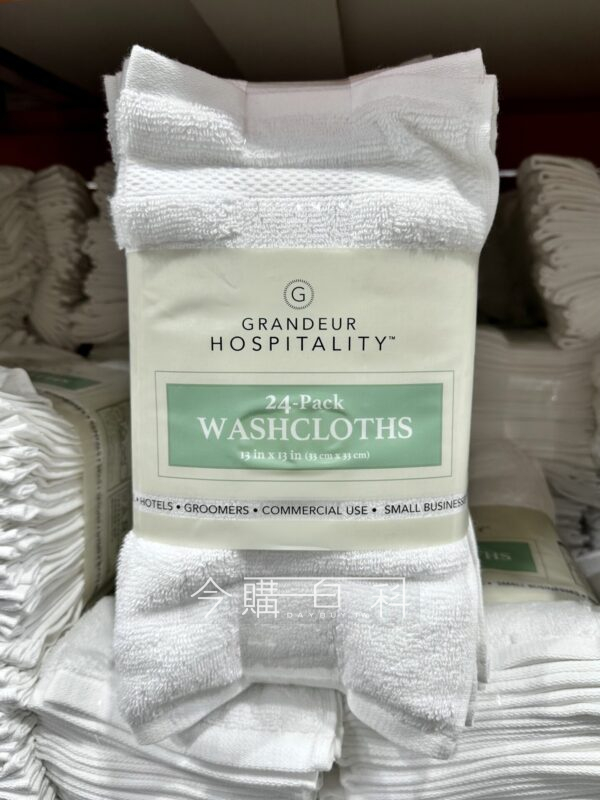 G
GRANDEUR
HOSPITALITY™
24-Pack
WASHCLOTHS
13 in x 13 in (33 cm x 33 cm)
• HOTELS • GROOMERS • COMMERCIAL USE • SMALL BUSINESS
今購百科